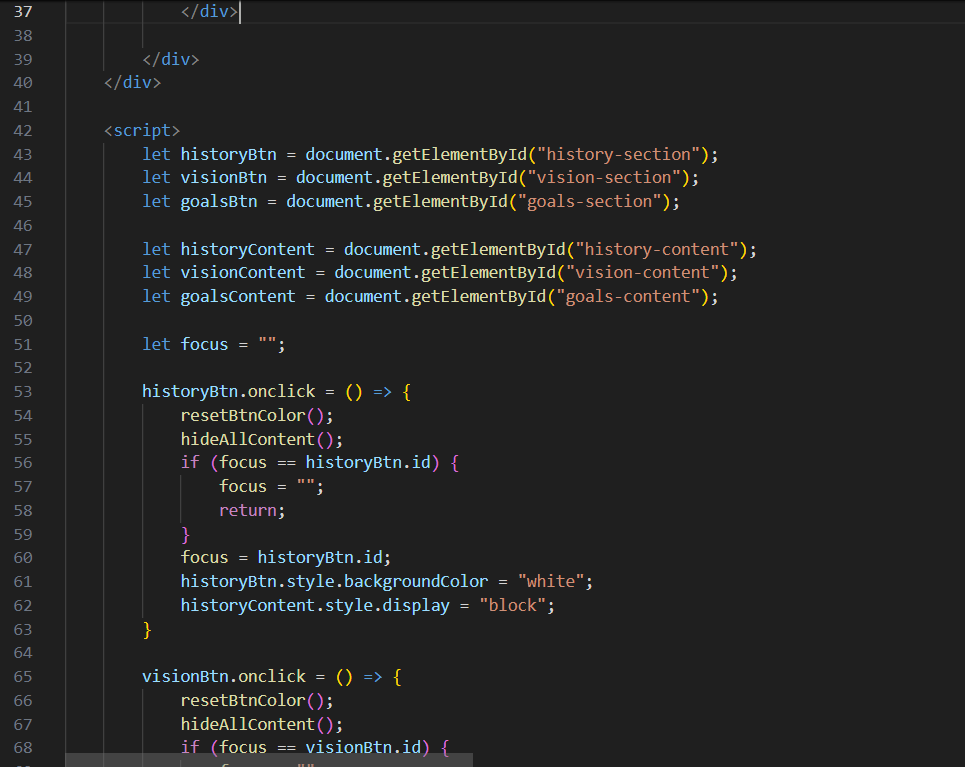 37 </div>
38
39 </div>
40 </div>
41
42 <script>
43 let historyBtn = document.getElementById("history-section");
44 let visionBtn = document.getElementById("vision-section");
45 let goalsBtn = document.getElementById("goals-section");
46
47 let historyContent = document.getElementById("history-content");
48 let visionContent = document.getElementById("vision-content");
49 let goalsContent = document.getElementById("goals-content");
50
51 let focus = "";
52
53 historyBtn.onclick = () => {
54 resetBtnColor();
55 hideAllContent();
56 if (focus == historyBtn.id) {
57 focus = "";
58 return;
59 }
60 focus = historyBtn.id;
61 historyBtn.style.backgroundColor = "white";
62 historyContent.style.display = "block";
63 }
64
65 visionBtn.onclick = () => {
66 resetBtnColor();
67 hideAllContent();
68 if (focus == visionBtn.id) {